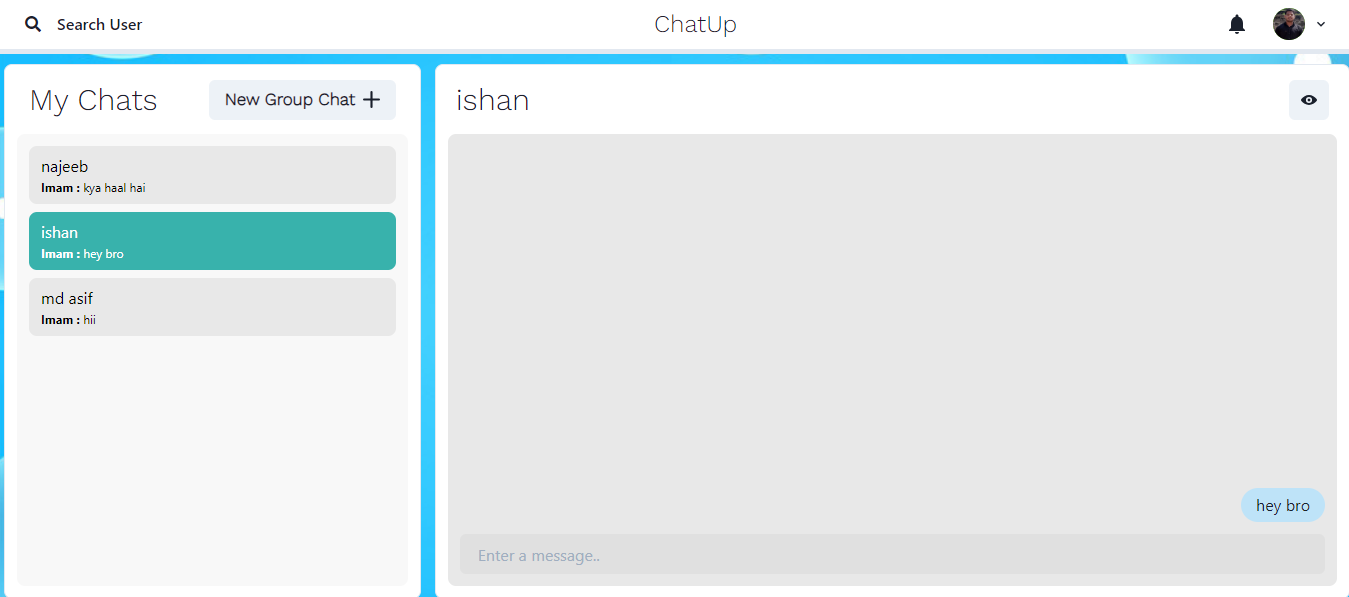 Search User
ChatUp
My Chats
New Group Chat
najeeb
Imam : kya haal hai
ishan
Imam : hey bro
md asif
Imam : hii
ishan
hey bro
Enter a message..